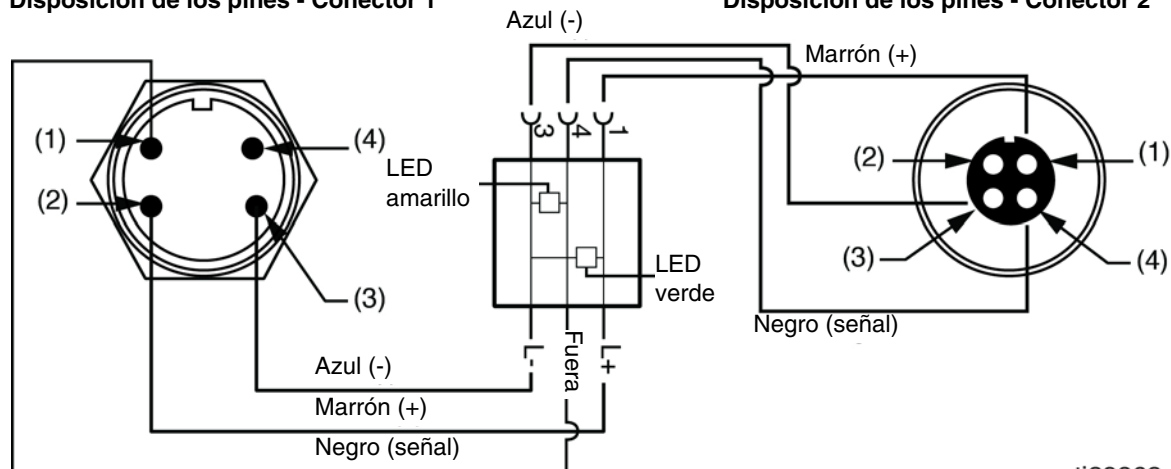 Disposición de los pines - Conector 1
Disposición de los pines - Conector 2
Azul (-)
Marrón (+)
3
4
1
(1)
(4)
(2)
(3)
LED
amarillo
LED
verde
(2)
(1)
(3)
(4)
Negro (señal)
L-
Fuera
L+
Azul (-)
Marrón (+)
Negro (señal)